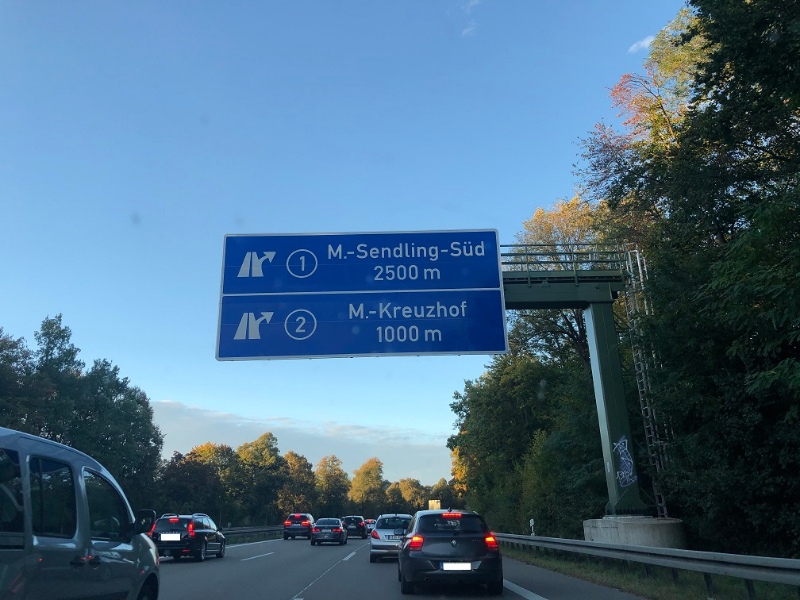 1 M.-Sendling-Süd
2500 m
2 M.-Kreuzhof
1000 m